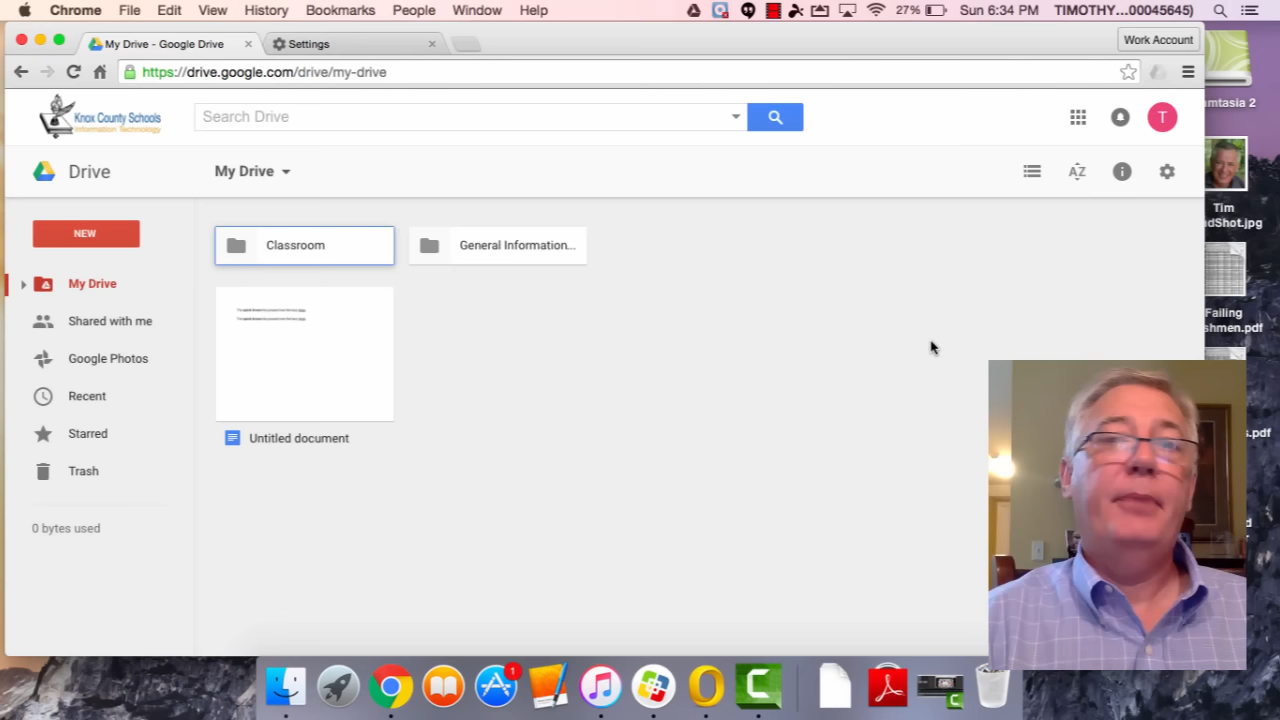 Chrome File Edit View History Bookmarks People Window Help 27% Sun 6:34 PM TIMOTHY...00045645)
My Drive - Google Drive Settings Work Account
https://drive.google.com/drive/my-drive
Knox County Schools
Information Technology
Search Drive
T
Drive
My Drive
AZ
NEW
Classroom
General Information...
My Drive
Shared with me
Google Photos
Recent
Starred
Trash
0 bytes used
Untitled document
mtasia 2
Tim
dShot.jpg
Failing
shmen.pdf
s.pdf
1